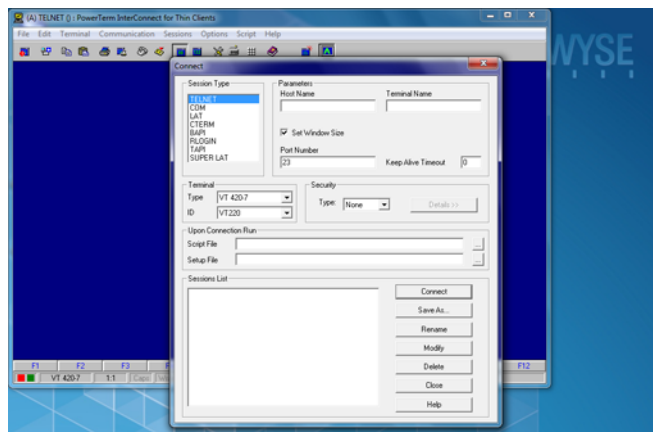 (A) TELNET () : PowerTerm InterConnect for Thin Clients
File Edit Terminal Communication Sessions Options Script Help
WYSE
Connect
Session Type
TELNET
COM
LAT
CTERM
BAPI
RLOGIN
TAPI
SUPER LAT
Parameters
Host Name Terminal Name
Set Window Size
Port Number
23 Keep Alive Timeout 0
Terminal
Type VT 420-7
ID VT220
Security
Type: None Details >>
Upon Connection Run
Script File ...
Setup File ...
Sessions List
Connect
Save As...
Rename
Modify
Delete
Close
Help
F1 F2 F3 F12
VT 420-7 1:1 Caps